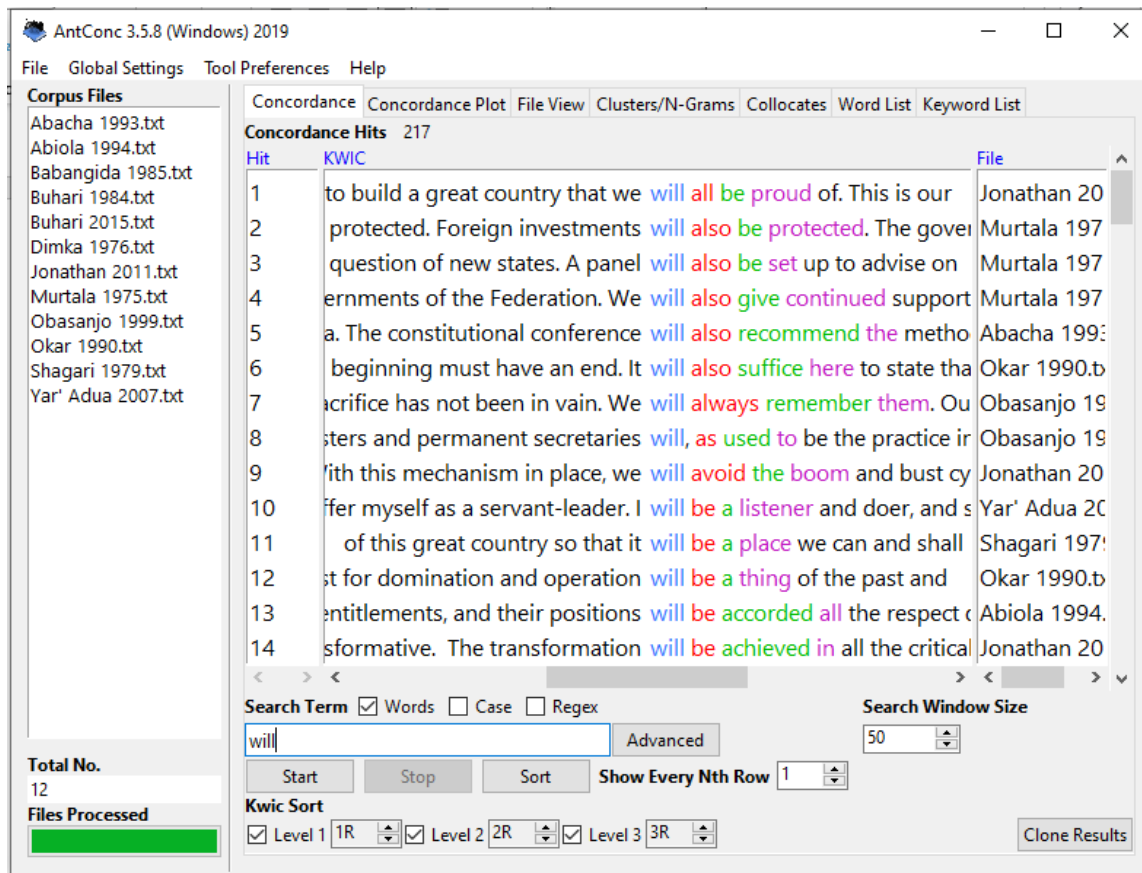 AntConc 3.5.8 (Windows) 2019
File Global Settings Tool Preferences Help
Corpus Files
Abacha 1993.txt
Abiola 1994.txt
Babangida 1985.txt
Buhari 1984.txt
Buhari 2015.txt
Dimka 1976.txt
Jonathan 2011.txt
Murtala 1975.txt
Obasanjo 1999.txt
Okar 1990.txt
Shagari 1979.txt
Yar' Adua 2007.txt
Total No.
12
Files Processed
Concordance Concordance Plot File View Clusters/N-Grams Collocates Word List Keyword List
Concordance Hits 217
Hit KWIC File
1 to build a great country that we will all be proud of. This is our Jonathan 20
2 protected. Foreign investments will also be protected. The gover Murtala 197
3 question of new states. A panel will also be set up to advise on Murtala 197
4 ernments of the Federation. We will also give continued support Murtala 197
5 a. The constitutional conference will also recommend the metho Abacha 1993
6 beginning must have an end. It will also suffice here to state tha Okar 1990.t
7 acrifice has not been in vain. We will always remember them. Ou Obasanjo 19
8 sters and permanent secretaries will, as used to be the practice in Obasanjo 19
9 With this mechanism in place, we will avoid the boom and bust cy Jonathan 20
10 ffer myself as a servant-leader. I will be a listener and doer, and s Yar' Adua 20
11 of this great country so that it will be a place we can and shall Shagari 197
12 st for domination and operation will be a thing of the past and Okar 1990.t
13 entitlements, and their positions will be accorded all the respect Abiola 1994.
14 sformative. The transformation will be achieved in all the critical Jonathan 20
Search Term Words Case Regex Search Window Size
will Advanced 50
Start Stop Sort Show Every Nth Row 1
Kwic Sort
Level 1 1R Level 2 2R Level 3 3R Clone Results